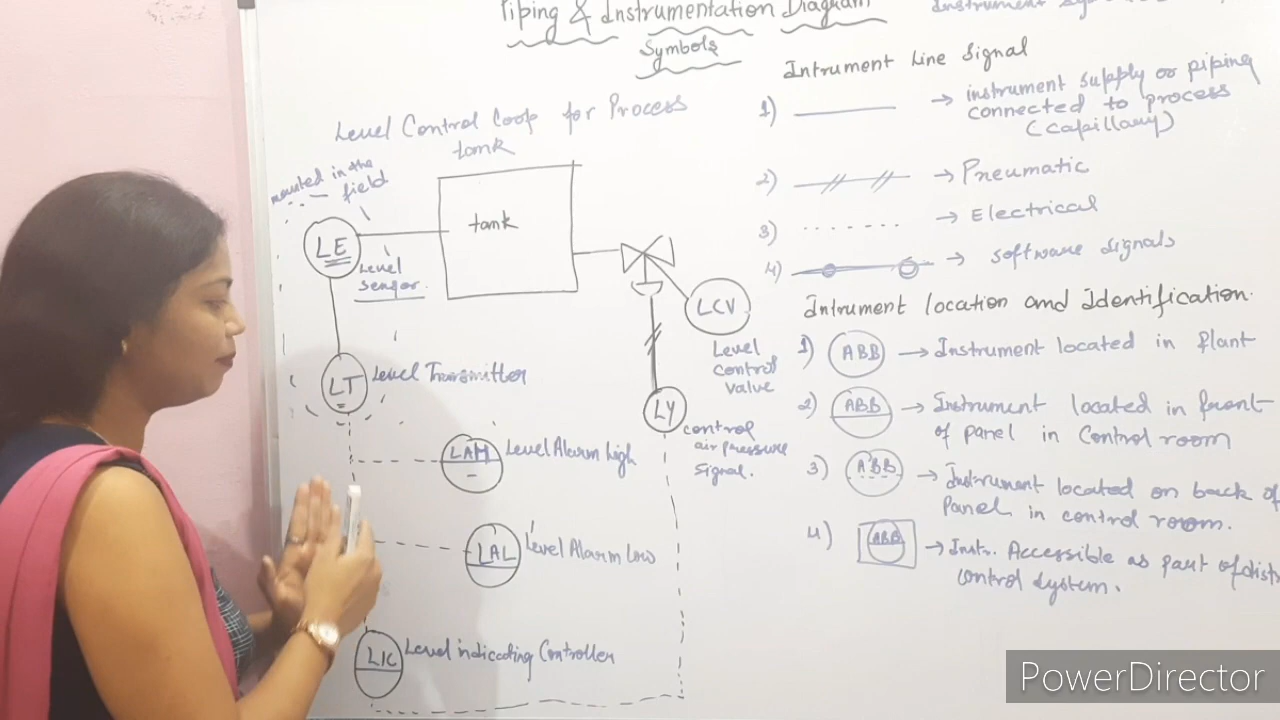 Piping & Instrumentation Diagram
Symbols
Level Control Loop for Process
tank
mounted in the
field
LE
Level
sensor.
tank
LCV
Level
control
value
LT
Level Transmitter
LY
control
air pressure
signal.
LAH
Level Alarm high
LAL
Level Alarm Low
LIC
Level indicating Controller
Intrument Line Signal
1) → instrument supply or piping
connected to process
(Capillary)
2) → Pneumatic
3) → Electrical
4) → software signals
Intrument location and Identification.
1) ABB → Instrument located in plant
2) ABB → Instrument located in front
of panel in Control room
3) ABB → Instrument located on back of
Panel in control room.
4) ABB → Instr. Accessible as part of
control system.
PowerDirector